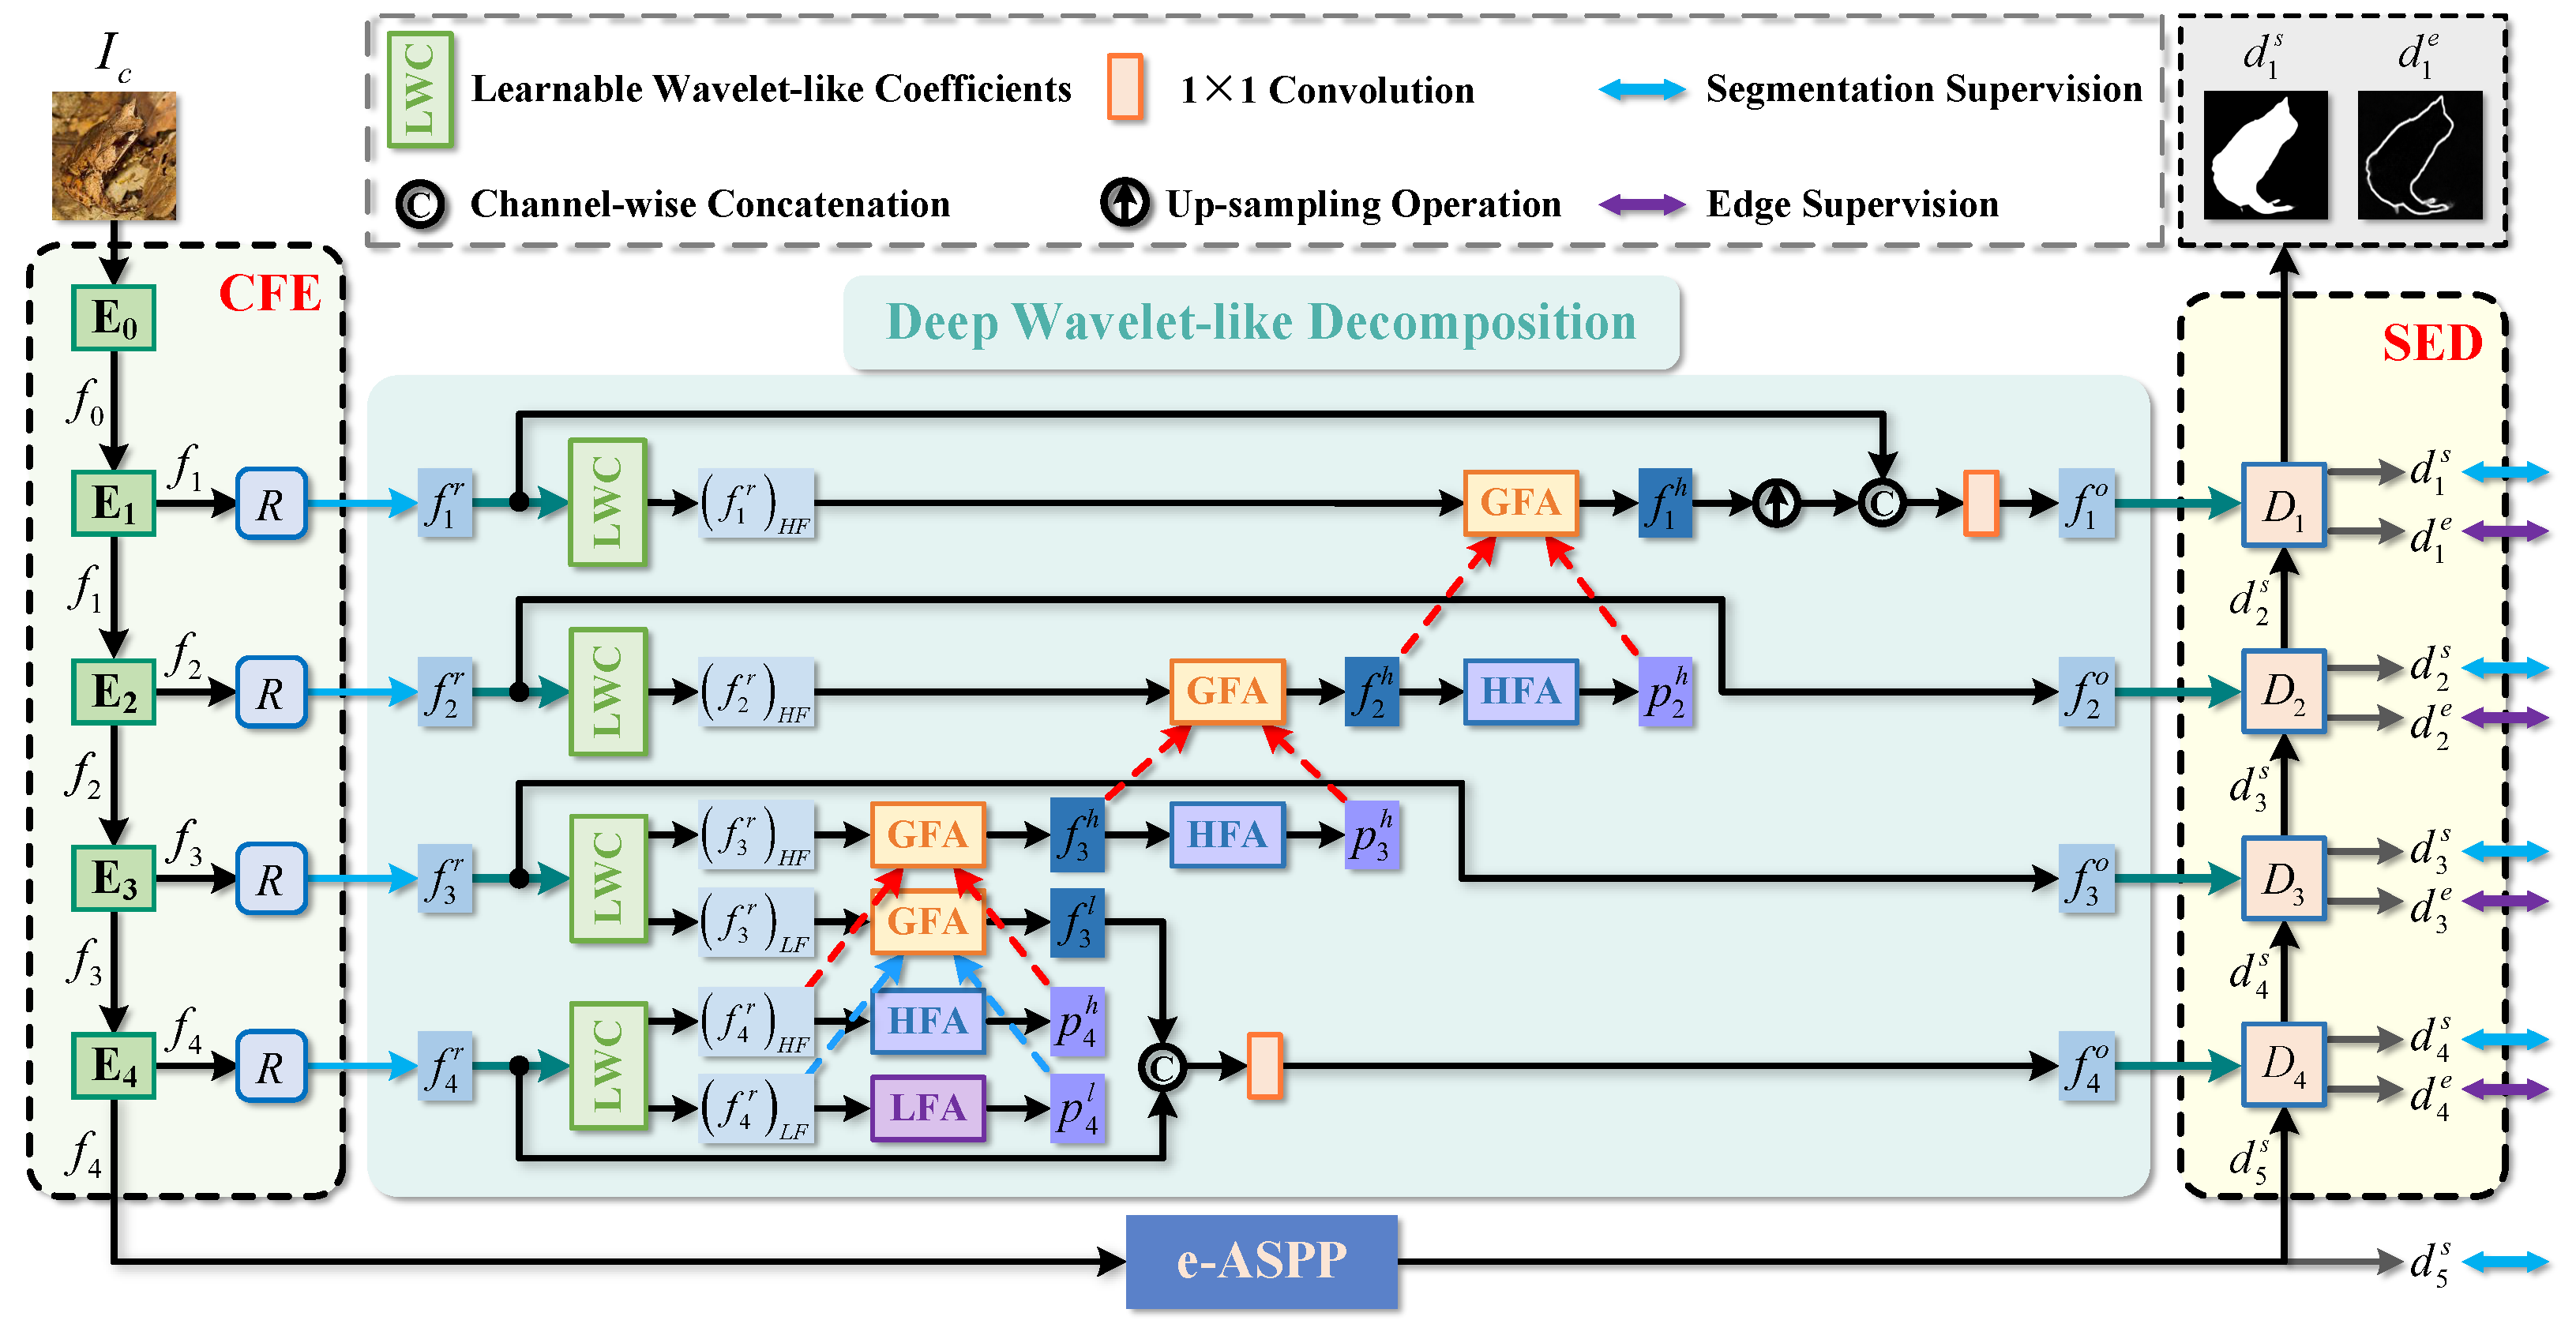 I_c
LWC
Learnable Wavelet-like Coefficients
1×1 Convolution
Segmentation Supervision
C
Channel-wise Concatenation
Up-sampling Operation
Edge Supervision
d_1^s
d_1^e
CFE
E_0
f_0
E_1
f_1
R
f_1
E_2
f_2
R
f_2
E_3
f_3
R
f_3
E_4
f_4
R
f_4
Deep Wavelet-like Decomposition
f_1^r
LWC
(f_1^r)_{HF}
GFA
f_1^h
C
f_1^o
f_2^r
LWC
(f_2^r)_{HF}
GFA
f_2^h
HFA
p_2^h
f_2^o
f_3^r
LWC
(f_3^r)_{HF}
GFA
f_3^h
HFA
p_3^h
(f_3^r)_{LF}
GFA
f_3^l
f_3^o
f_4^r
LWC
(f_4^r)_{HF}
HFA
p_4^h
(f_4^r)_{LF}
LFA
p_4^l
C
f_4^o
e-ASPP
SED
D_1
d_1^s
d_1^e
d_2^s
D_2
d_2^s
d_2^e
d_3^s
D_3
d_3^s
d_3^e
d_4^s
D_4
d_4^s
d_4^e
d_5^s
d_5^s